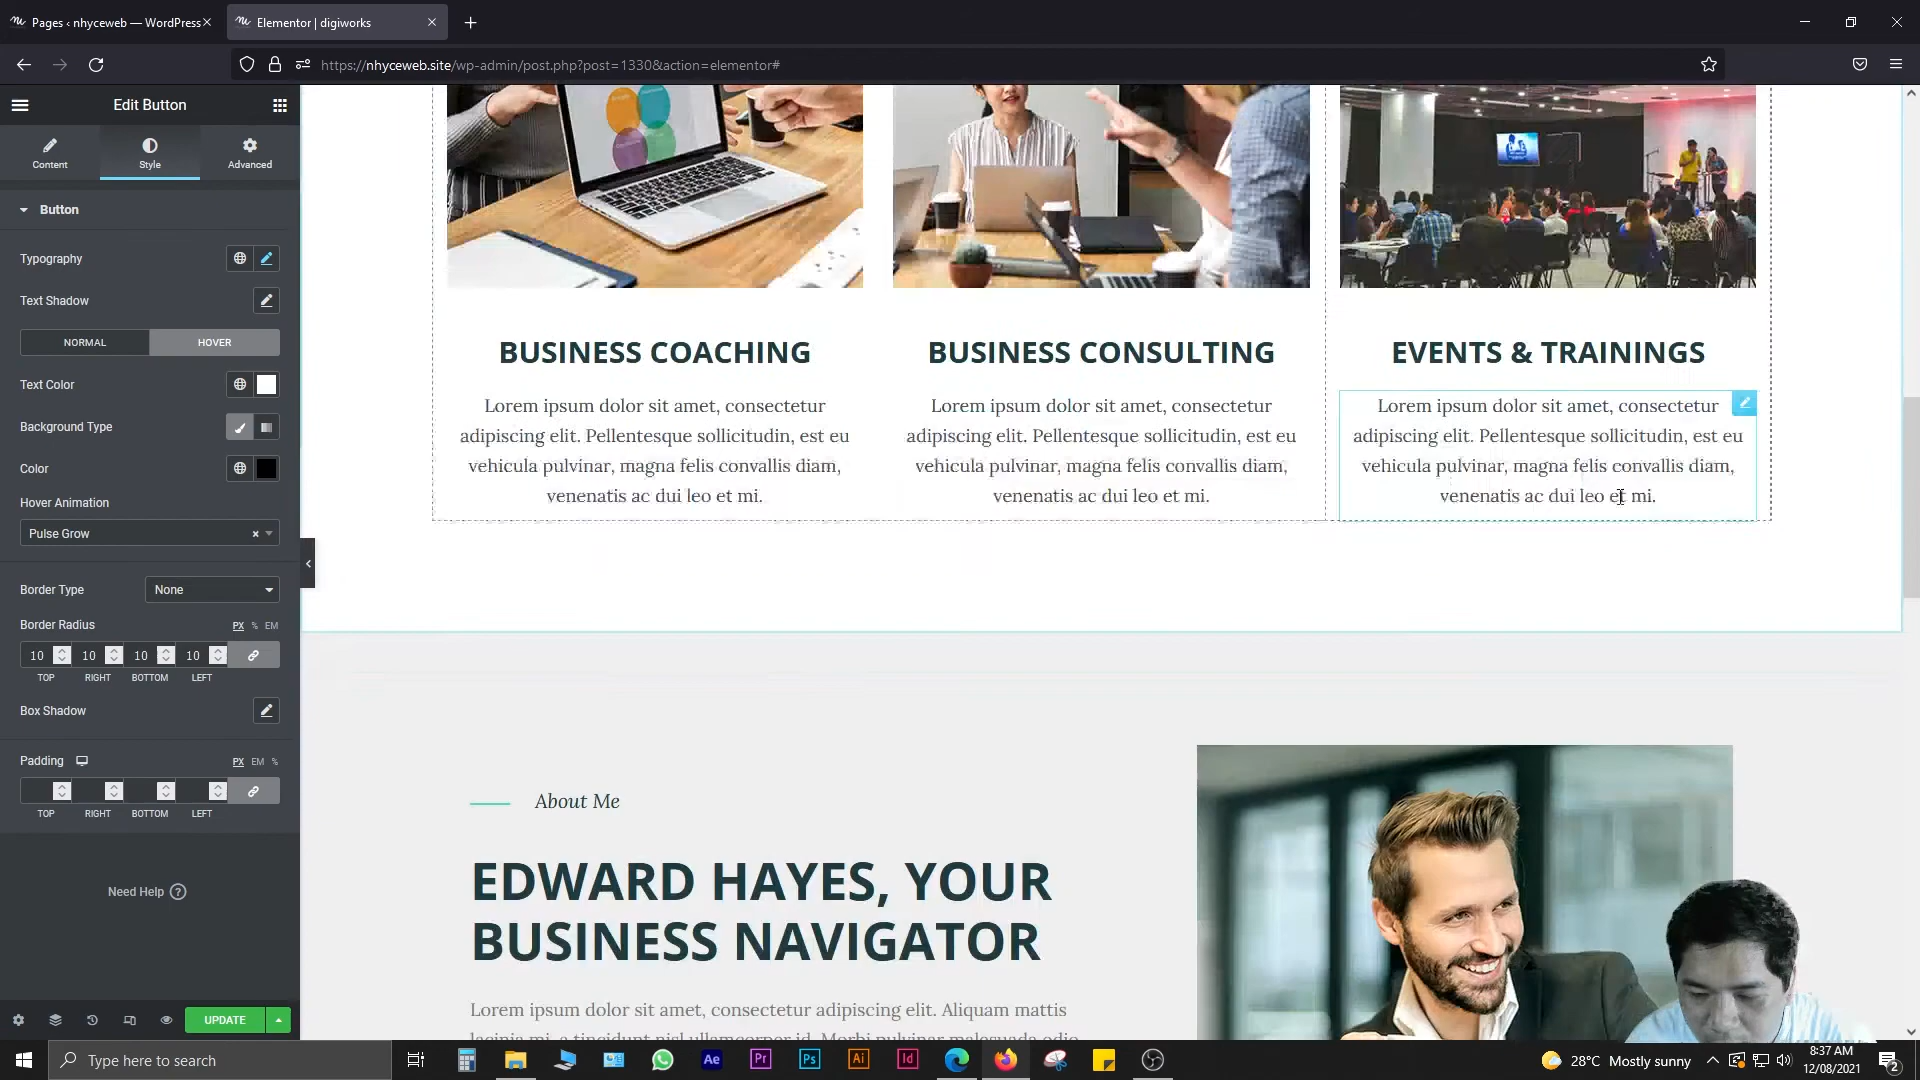 Pages ‹ nhyceweb — WordPress
Elementor | digiworks
https://nhyceweb.site/wp-admin/post.php?post=1330&action=elementor#
Edit Button
Content
Style
Advanced
Button
Typography
Text Shadow
NORMAL
HOVER
Text Color
Background Type
Color
Hover Animation
Pulse Grow
Border Type
None
Border Radius
PX % EM
10 10 10 10
TOP RIGHT BOTTOM LEFT
Box Shadow
Padding
PX EM %
TOP RIGHT BOTTOM LEFT
Need Help
UPDATE
BUSINESS COACHING
Lorem ipsum dolor sit amet, consectetur
adipiscing elit. Pellentesque sollicitudin, est eu
vehicula pulvinar, magna felis convallis diam,
venenatis ac dui leo et mi.
BUSINESS CONSULTING
Lorem ipsum dolor sit amet, consectetur
adipiscing elit. Pellentesque sollicitudin, est eu
vehicula pulvinar, magna felis convallis diam,
venenatis ac dui leo et mi.
EVENTS & TRAININGS
Lorem ipsum dolor sit amet, consectetur
adipiscing elit. Pellentesque sollicitudin, est eu
vehicula pulvinar, magna felis convallis diam,
venenatis ac dui leo et mi.
About Me
EDWARD HAYES, YOUR
BUSINESS NAVIGATOR
Lorem ipsum dolor sit amet, consectetur adipiscing elit. Aliquam mattis
Type here to search
Ae
Pr
Ps
Ai
Id
28°C Mostly sunny
8:37 AM
12/08/2021
2